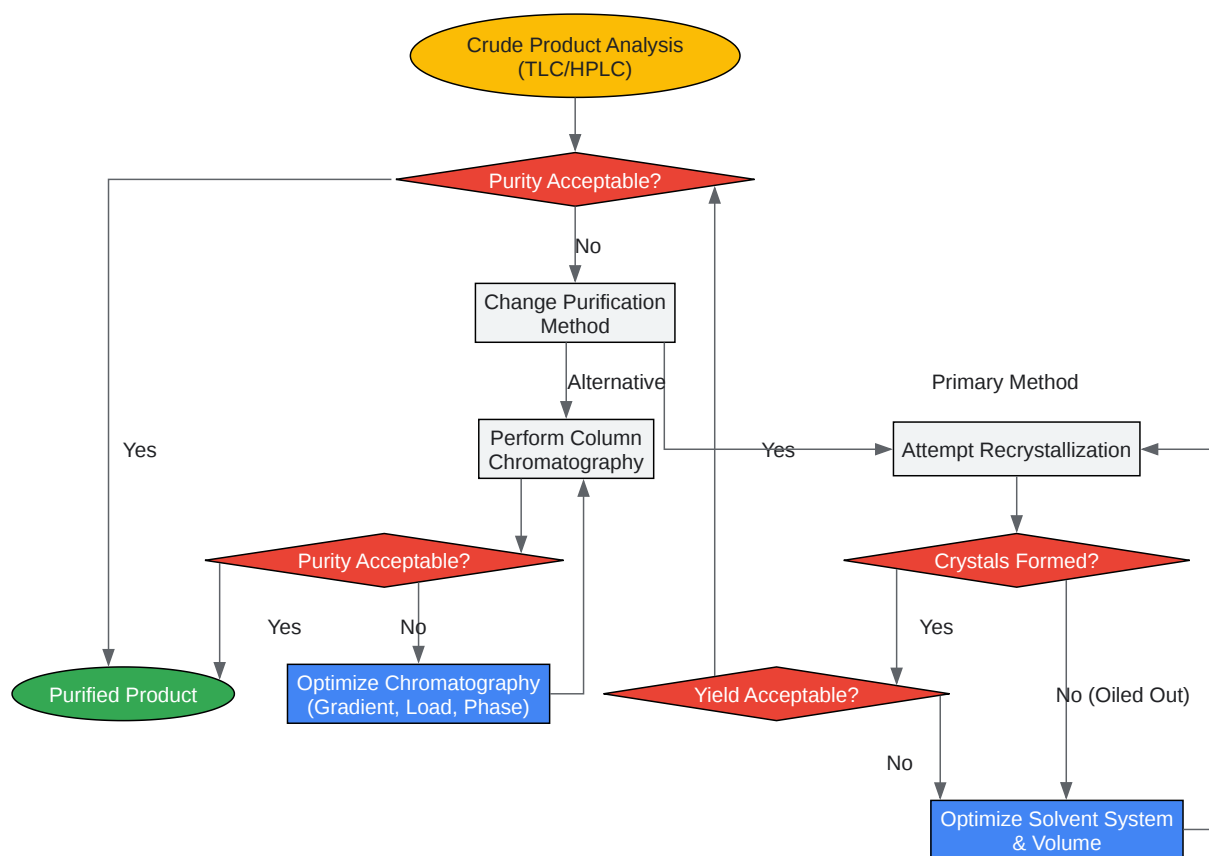 Crude Product Analysis
(TLC/HPLC)
Purity Acceptable?
No
Change Purification
Method
Alternative
Primary Method
Yes
Perform Column
Chromatography
Yes
Attempt Recrystallization
Purity Acceptable?
Crystals Formed?
Yes
No
Yes
Purified Product
Optimize Chromatography
(Gradient, Load, Phase)
Yield Acceptable?
No (Oiled Out)
No
Optimize Solvent System
& Volume